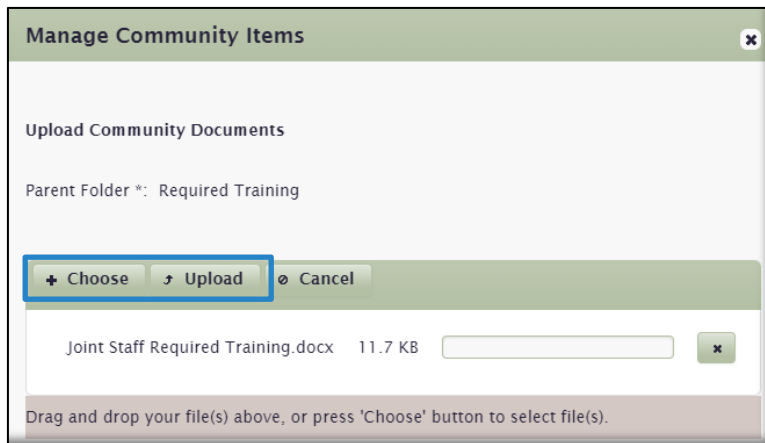 Manage Community Items
Upload Community Documents
Parent Folder *: Required Training
Choose Upload Cancel
Joint Staff Required Training.docx 11.7 KB
Drag and drop your file(s) above, or press 'Choose' button to select file(s).